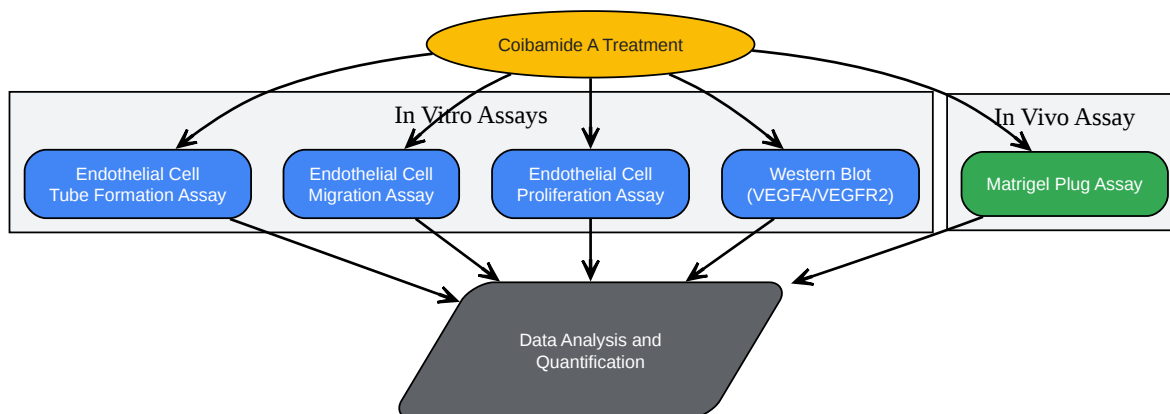 Coibamide A Treatment
In Vitro Assays
In Vivo Assay
Endothelial Cell
Tube Formation Assay
Endothelial Cell
Migration Assay
Endothelial Cell
Proliferation Assay
Western Blot
(VEGFA/VEGFR2)
Matrigel Plug Assay
Data Analysis and
Quantification